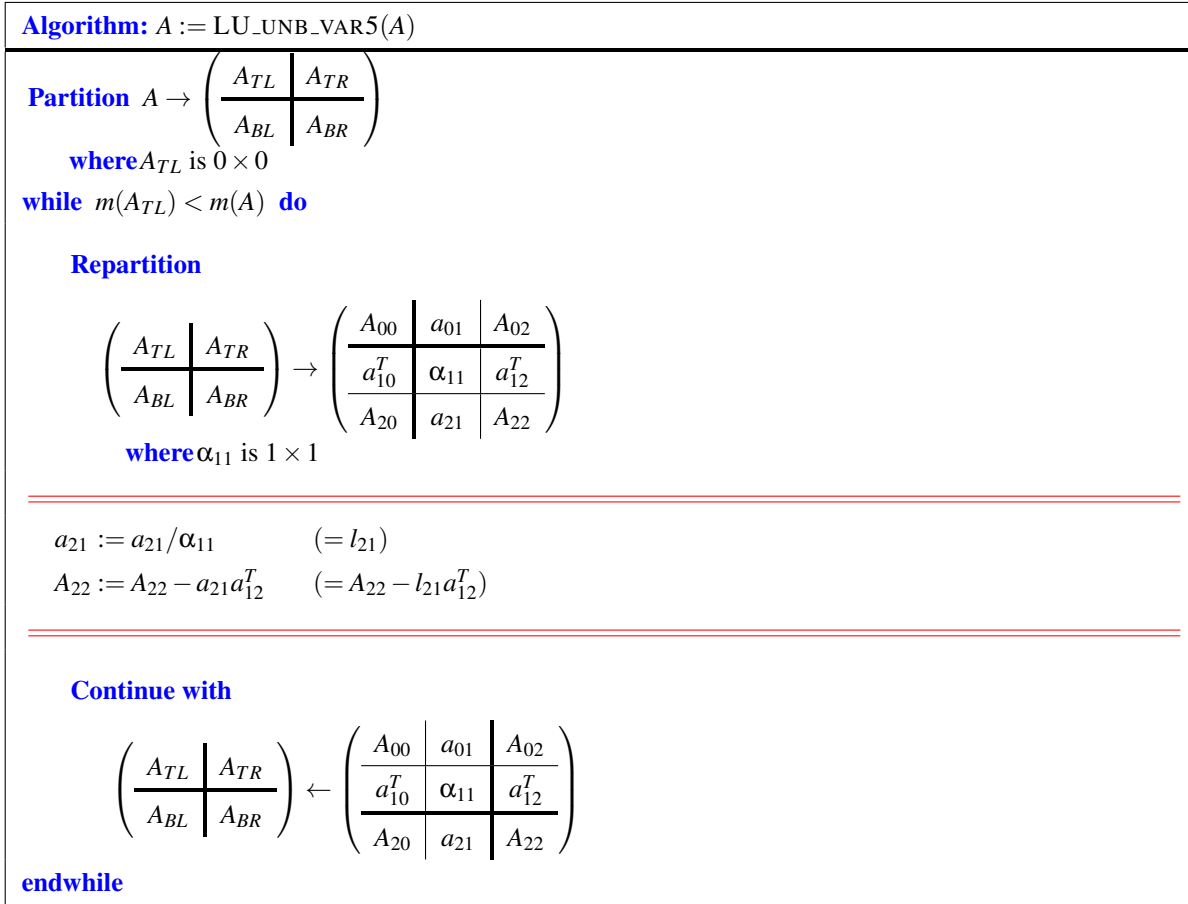 Algorithm: A := LU_UNB_VAR5(A)
Partition A → ( A_TL | A_TR
A_BL | A_BR )
where A_TL is 0 × 0
while m(A_TL) < m(A) do
Repartition
( A_TL | A_TR
A_BL | A_BR ) → ( A_00 | a_01 | A_02
a_10^T | α_11 | a_12^T
A_20 | a_21 | A_22 )
where α_11 is 1 × 1
a_21 := a_21/α_11 (= l_21)
A_22 := A_22 − a_21 a_12^T (= A_22 − l_21 a_12^T)
Continue with
( A_TL | A_TR
A_BL | A_BR ) ← ( A_00 | a_01 | A_02
a_10^T | α_11 | a_12^T
A_20 | a_21 | A_22 )
endwhile